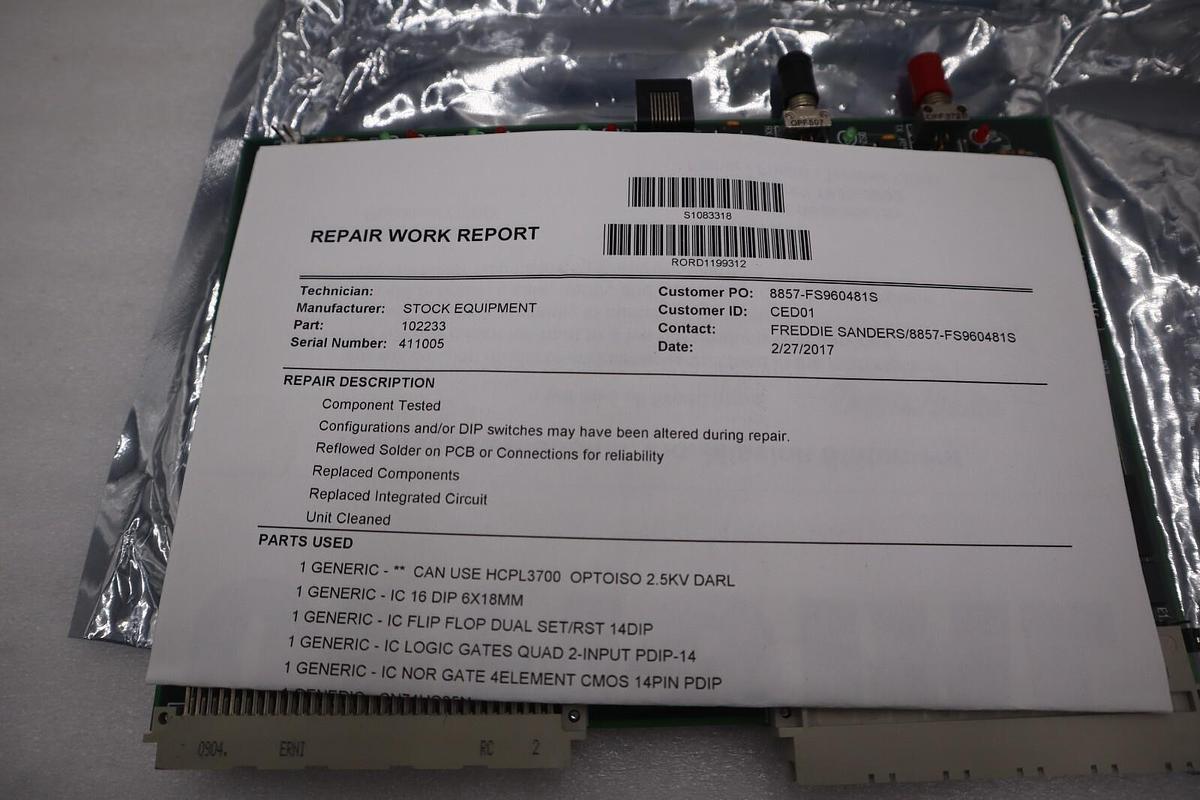 OPF507
OPF372
S1083318
REPAIR WORK REPORT
RORD1199312
Technician:
Manufacturer: STOCK EQUIPMENT
Part: 102233
Serial Number: 411005
Customer PO: 8857-FS960481S
Customer ID: CED01
Contact: FREDDIE SANDERS/8857-FS960481S
Date: 2/27/2017
REPAIR DESCRIPTION
Component Tested
Configurations and/or DIP switches may have been altered during repair.
Reflowed Solder on PCB or Connections for reliability
Replaced Components
Replaced Integrated Circuit
Unit Cleaned
PARTS USED
1 GENERIC - ** CAN USE HCPL3700 OPTOISO 2.5KV DARL
1 GENERIC - IC 16 DIP 6X18MM
1 GENERIC - IC FLIP FLOP DUAL SET/RST 14DIP
1 GENERIC - IC LOGIC GATES QUAD 2-INPUT PDIP-14
1 GENERIC - IC NOR GATE 4ELEMENT CMOS 14PIN PDIP
1 GENERIC -
0904. ERNI RC 2